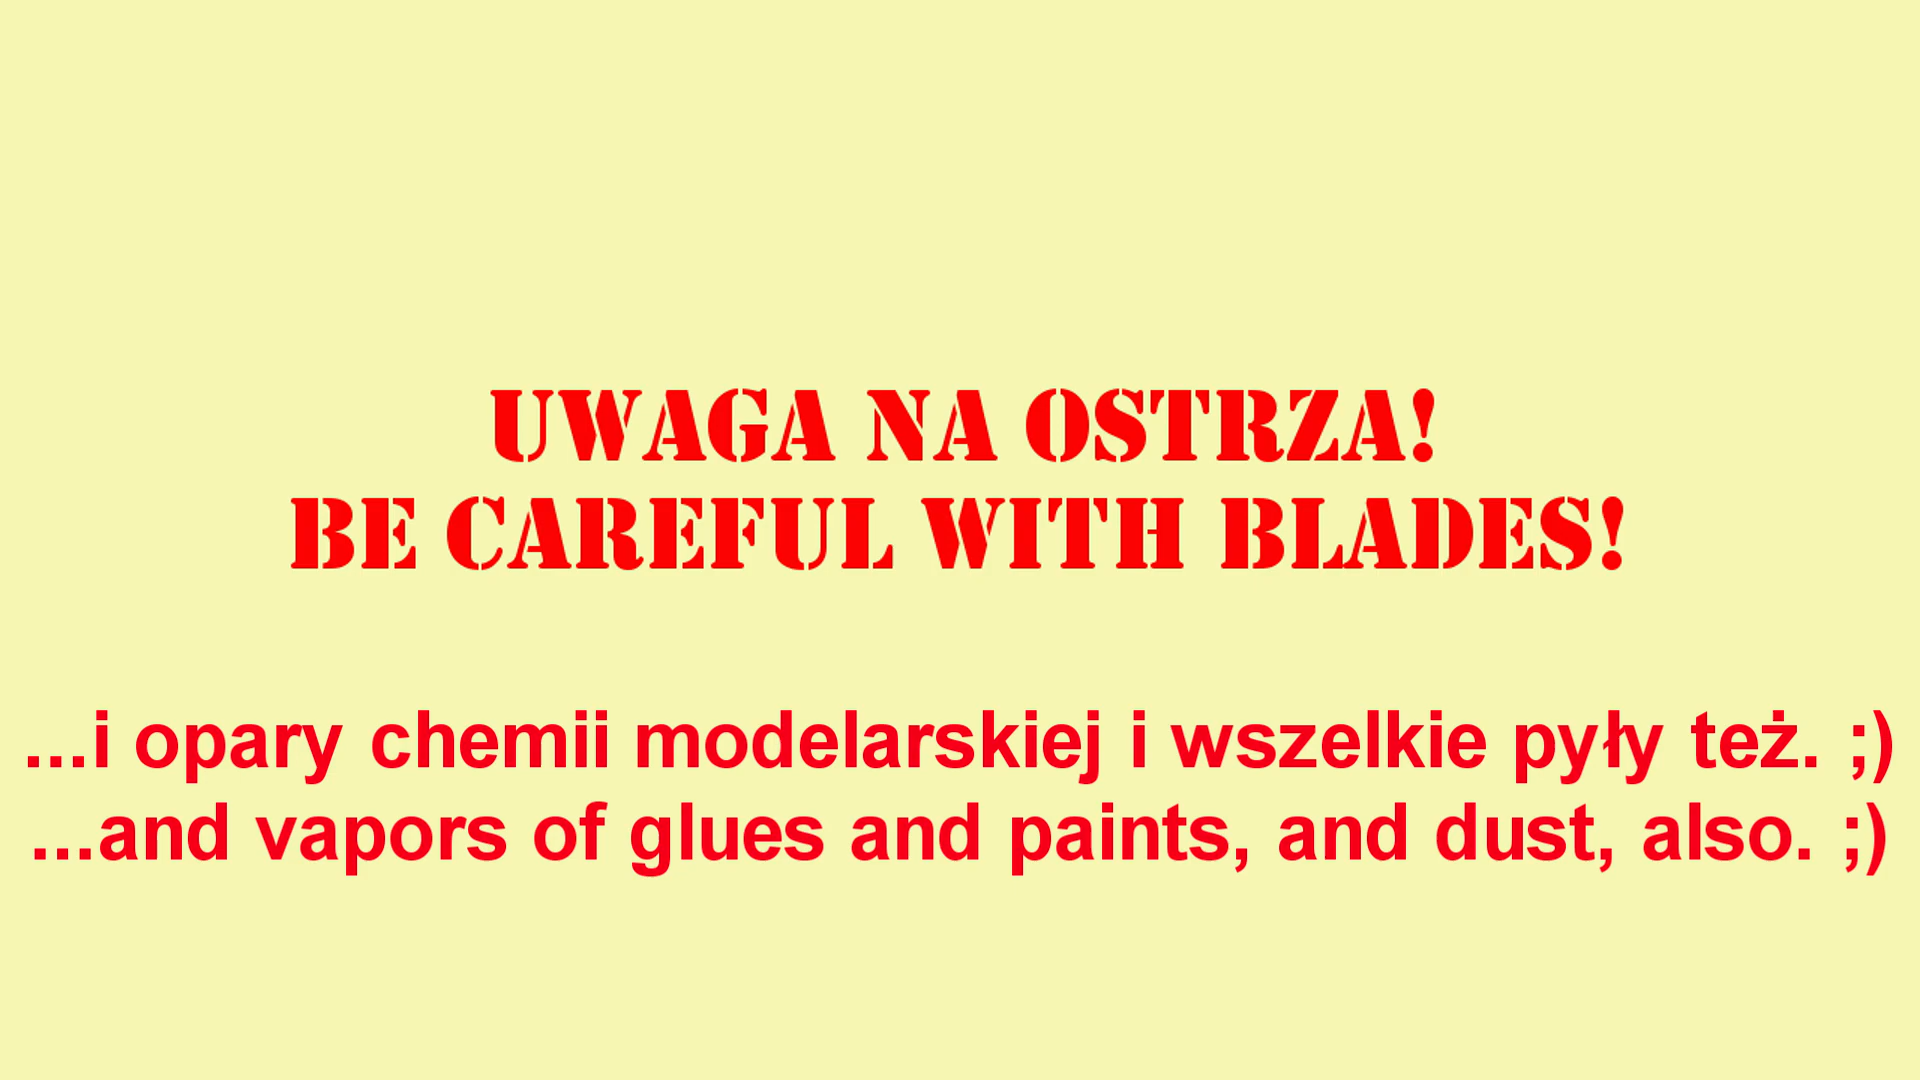 UWAGA NA OSTRZA!
BE CAREFUL WITH BLADES!
...i opary chemii modelarskiej i wszelkie pyły też. ;)
...and vapors of glues and paints, and dust, also. ;)